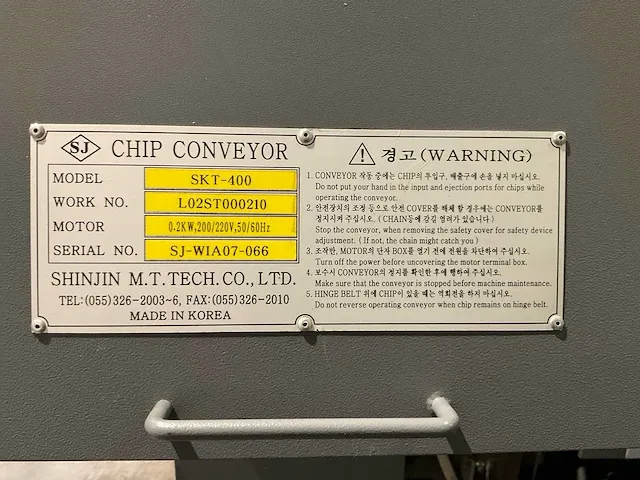 SJ CHIP CONVEYOR
MODEL SKT-400
WORK NO. L02ST000210
MOTOR 0.2KW,200/220V,50/60Hz
SERIAL NO. SJ-WIA07-066
SHINJIN M.T.TECH.CO., LTD.
TEL:(055)326-2003~6, FAX:(055)326-2010
MADE IN KOREA
경고(WARNING)
1. CONVEYOR 작동 중에는 CHIP의 투입구, 배출구에 손을 넣지 마십시오.
Do not put your hand in the input and ejection ports for chips while
operating the conveyor.
2. 안전장치의 조정 등으로 안전 COVER를 해체 할 경우에는 CONVEYOR를
정지시켜 주십시오. ( CHAIN등에 감길 염려가 있습니다 )
Stop the conveyor, when removing the safety cover for safety device
adjustment. ( If not, the chain might catch you )
3. 조작반, MOTOR의 단자 BOX를 열기 전에 전원을 차단하여 주십시오.
Turn off the power before uncovering the motor terminal box.
4. 보수시 CONVEYOR의 정지를 확인한 후에 행하여 주십시오.
Make sure that the conveyor is stopped before machine maintenance.
5. HINGE BELT 위에 CHIP이 있을 때는 역회전을 하지 마십시오.
Do not reverse operating conveyor when chip remains on hinge belt.